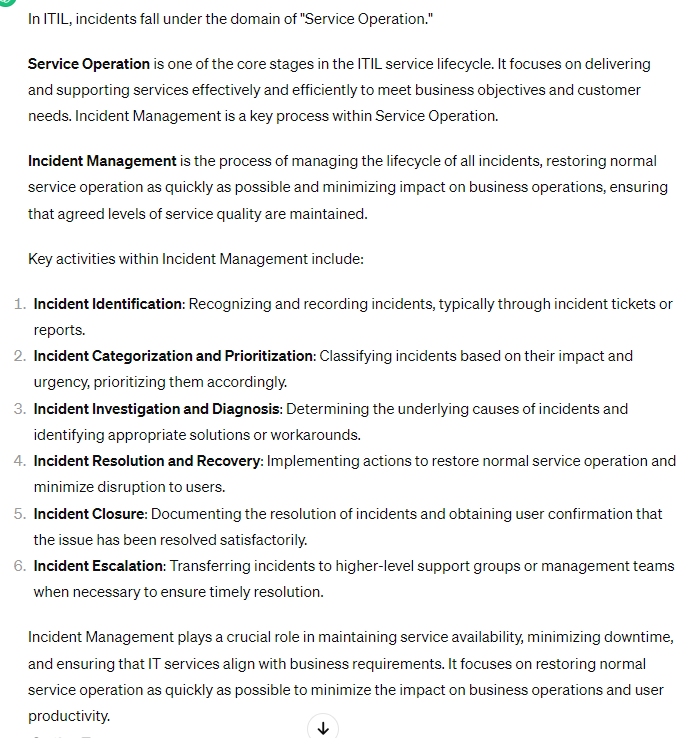 In ITIL, incidents fall under the domain of "Service Operation."
Service Operation is one of the core stages in the ITIL service lifecycle. It focuses on delivering
and supporting services effectively and efficiently to meet business objectives and customer
needs. Incident Management is a key process within Service Operation.
Incident Management is the process of managing the lifecycle of all incidents, restoring normal
service operation as quickly as possible and minimizing impact on business operations, ensuring
that agreed levels of service quality are maintained.
Key activities within Incident Management include:
1. Incident Identification: Recognizing and recording incidents, typically through incident tickets or
reports.
2. Incident Categorization and Prioritization: Classifying incidents based on their impact and
urgency, prioritizing them accordingly.
3. Incident Investigation and Diagnosis: Determining the underlying causes of incidents and
identifying appropriate solutions or workarounds.
4. Incident Resolution and Recovery: Implementing actions to restore normal service operation and
minimize disruption to users.
5. Incident Closure: Documenting the resolution of incidents and obtaining user confirmation that
the issue has been resolved satisfactorily.
6. Incident Escalation: Transferring incidents to higher-level support groups or management teams
when necessary to ensure timely resolution.
Incident Management plays a crucial role in maintaining service availability, minimizing downtime,
and ensuring that IT services align with business requirements. It focuses on restoring normal
service operation as quickly as possible to minimize the impact on business operations and user
productivity.